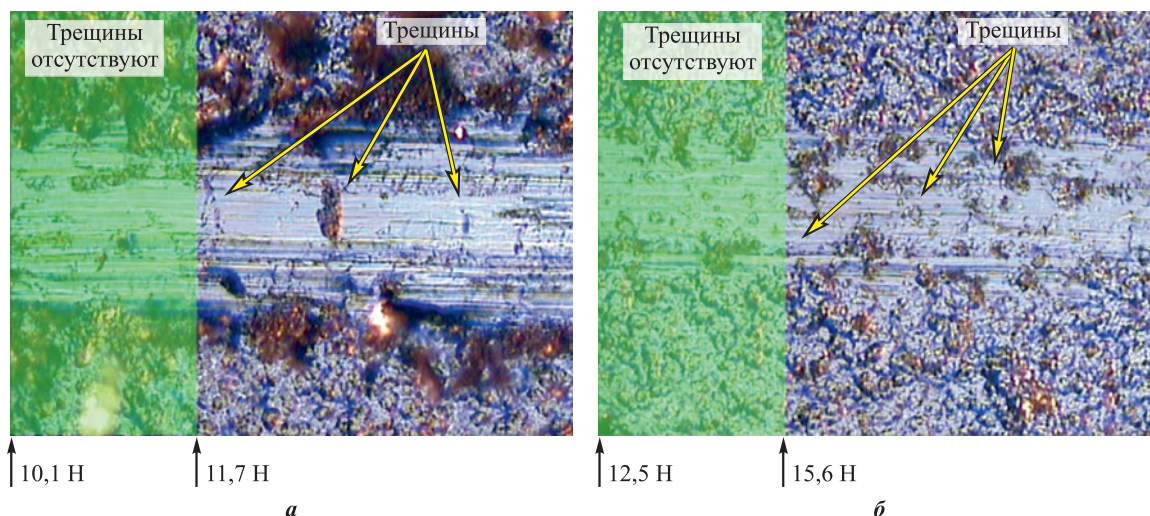 Трещины
отсутствуют
Трещины
Трещины
отсутствуют
Трещины
10,1 Н
11,7 Н
12,5 Н
15,6 Н
а
б